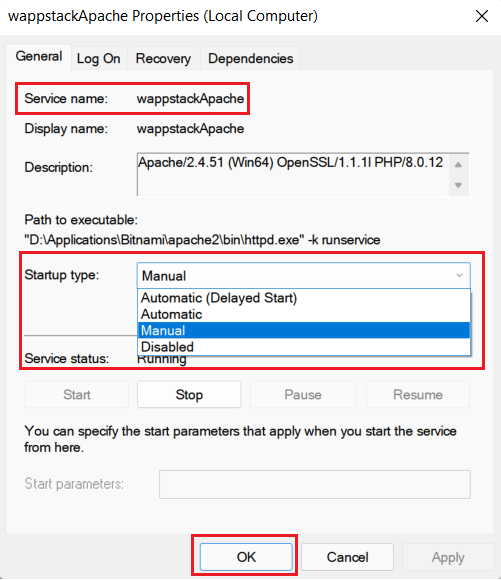 wappstackApache Properties (Local Computer)
General Log On Recovery Dependencies
Service name: wappstackApache
Display name: wappstackApache
Description: Apache/2.4.51 (Win64) OpenSSL/1.1.1l PHP/8.0.12
Path to executable:
"D:\Applications\Bitnami\apache2\bin\httpd.exe" -k runservice
Startup type: Manual
Automatic (Delayed Start)
Automatic
Manual
Disabled
Service status: Running
Start Stop Pause Resume
You can specify the start parameters that apply when you start the service
from here.
Start parameters:
OK Cancel Apply